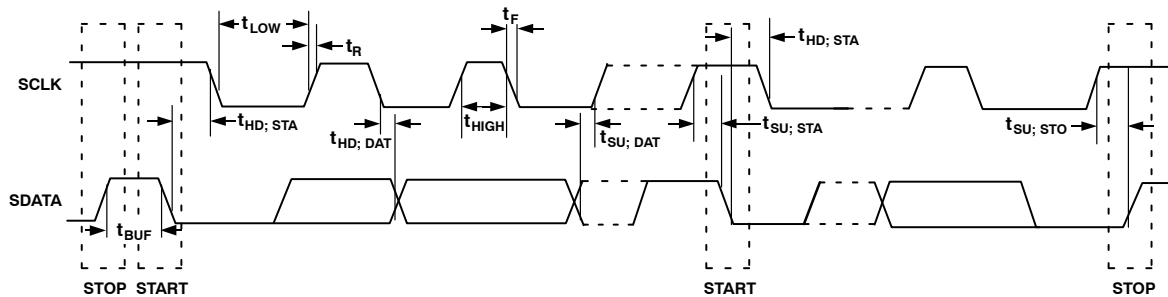 tLOW
tR
tF
tHD; STA
SCLK
tHD; STA
tHD; DAT
tHIGH
tSU; DAT
tSU; STA
tSU; STO
SDATA
tBUF
STOP START
START
STOP